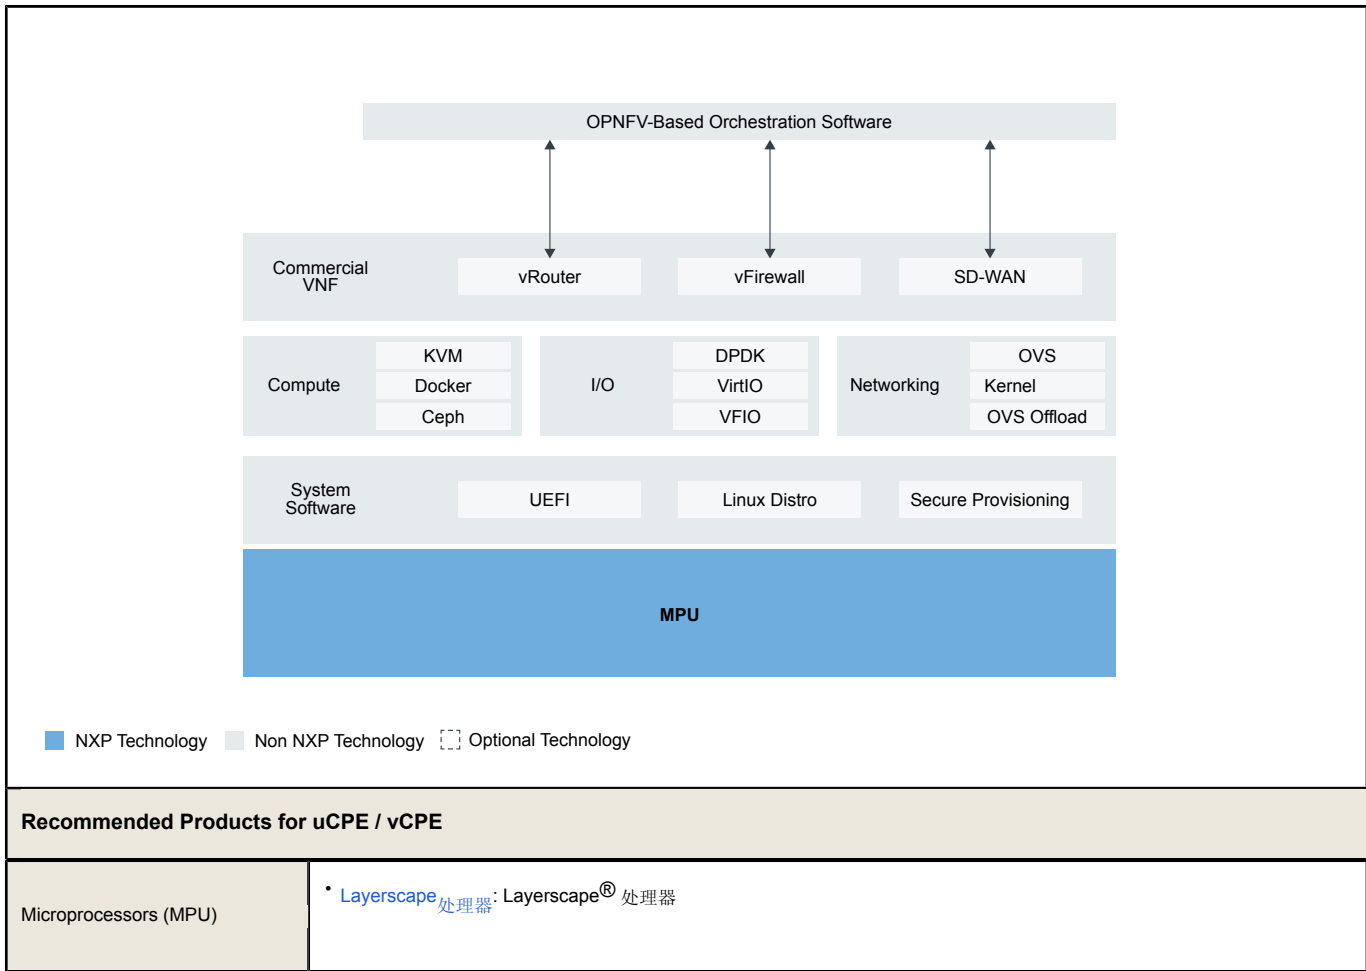 OPNFV-Based Orchestration Software
Commercial
VNF
vRouter
vFirewall
SD-WAN
Compute
KVM
Docker
Ceph
I/O
DPDK
VirtIO
VFIO
Networking
OVS
Kernel
OVS Offload
System
Software
UEFI
Linux Distro
Secure Provisioning
MPU
NXP Technology Non NXP Technology Optional Technology
Recommended Products for uCPE / vCPE
Microprocessors (MPU)
• Layerscape处理器: Layerscape® 处理器